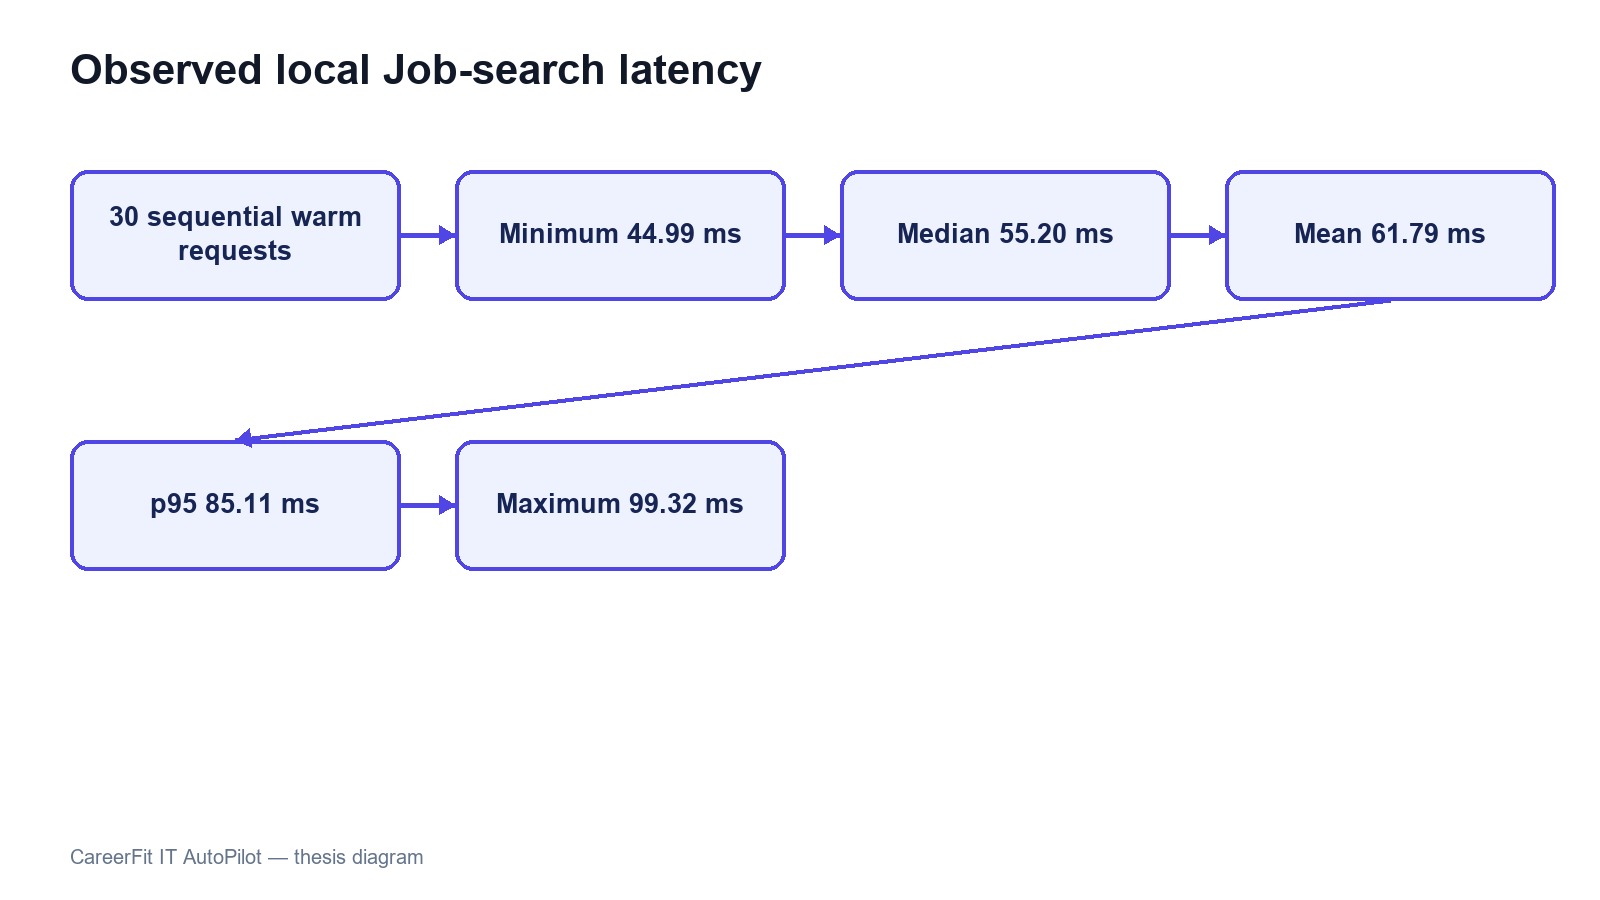 Observed local Job-search latency
30 sequential warm
requests
Minimum 44.99 ms
Median 55.20 ms
Mean 61.79 ms
p95 85.11 ms
Maximum 99.32 ms
CareerFit IT AutoPilot — thesis diagram